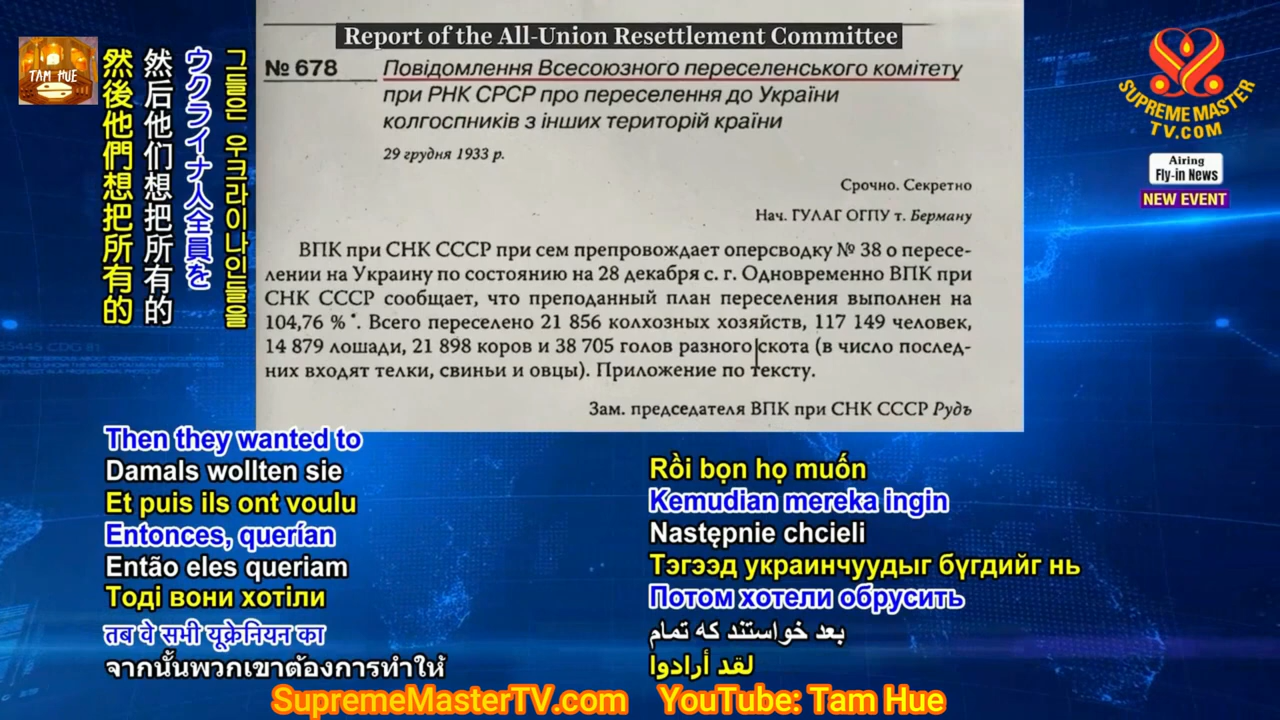 Report of the All-Union Resettlement Committee
№ 678
Повідомлення Всесоюзного переселенського комітету
при РНК СРСР про переселення до України
колгоспників з інших територій країни
29 грудня 1933 р.
Срочно. Секретно
Нач. ГУЛАГ ОГПУ т. Берману
ВПК при СНК СССР при сем препровождает оперсводку № 38 о пересе-
лении на Украину по состоянию на 28 декабря с. г. Одновременно ВПК при
СНК СССР сообщает, что преподанный план переселения выполнен на
104,76 %*. Всего переселено 21 856 колхозных хозяйств, 117 149 человек,
14 879 лошади, 21 898 коров и 38 705 голов разного скота (в число послед-
них входят телки, свиньи и овцы). Приложение по тексту.
Зам. председателя ВПК при СНК СССР Рудь
TAM HUE
然後他們想把所有的
然后他们想把所有的
ウクライナ人全員を
그들은 우크라이나인들을
SUPREME MASTER
TV.COM
Airing
Fly-in News
NEW EVENT
Then they wanted to
Damals wollten sie
Et puis ils ont voulu
Entonces, querían
Então eles queriam
Тоді вони хотіли
तब वे सभी यूक्रेनियन का
จากนั้นพวกเขาต้องการทำให้
Rồi bọn họ muốn
Kemudian mereka ingin
Następnie chcieli
Тэгээд украинчуудыг бүгдийг нь
Потом хотели обрусить
بعد خواستند که تمام
لقد أرادوا
SupremeMasterTV.com YouTube: Tam Hue